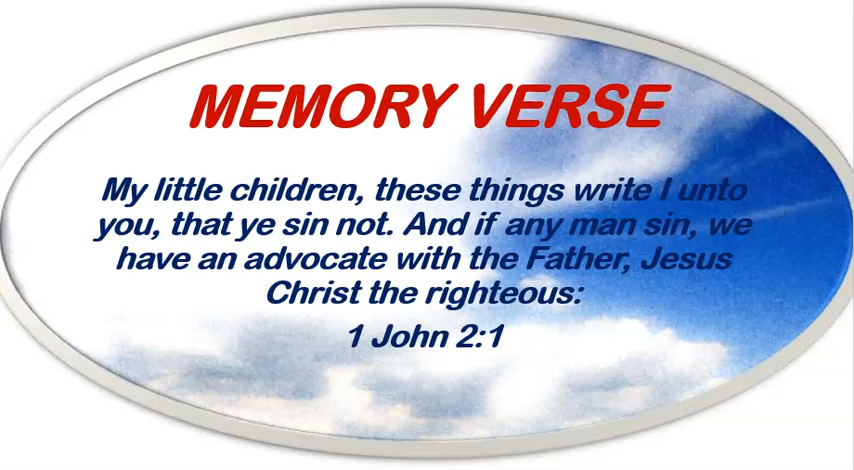 MEMORY VERSE
My little children, these things write I unto
you, that ye sin not. And if any man sin, we
have an advocate with the Father, Jesus
Christ the righteous:
1 John 2:1